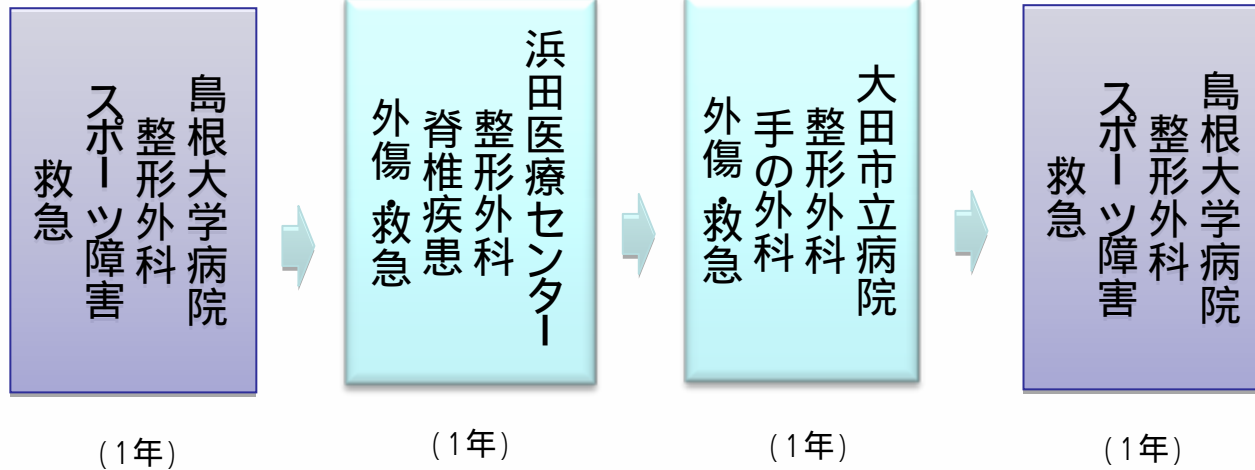 島根大学病院
整形外科
スポーツ障害
救急
浜田医療センター
整形外科
脊椎疾患
外傷・救急
大田市立病院
整形外科
手の外科
外傷・救急
島根大学病院
整形外科
スポーツ障害
救急
(1年)
(1年)
(1年)
(1年)